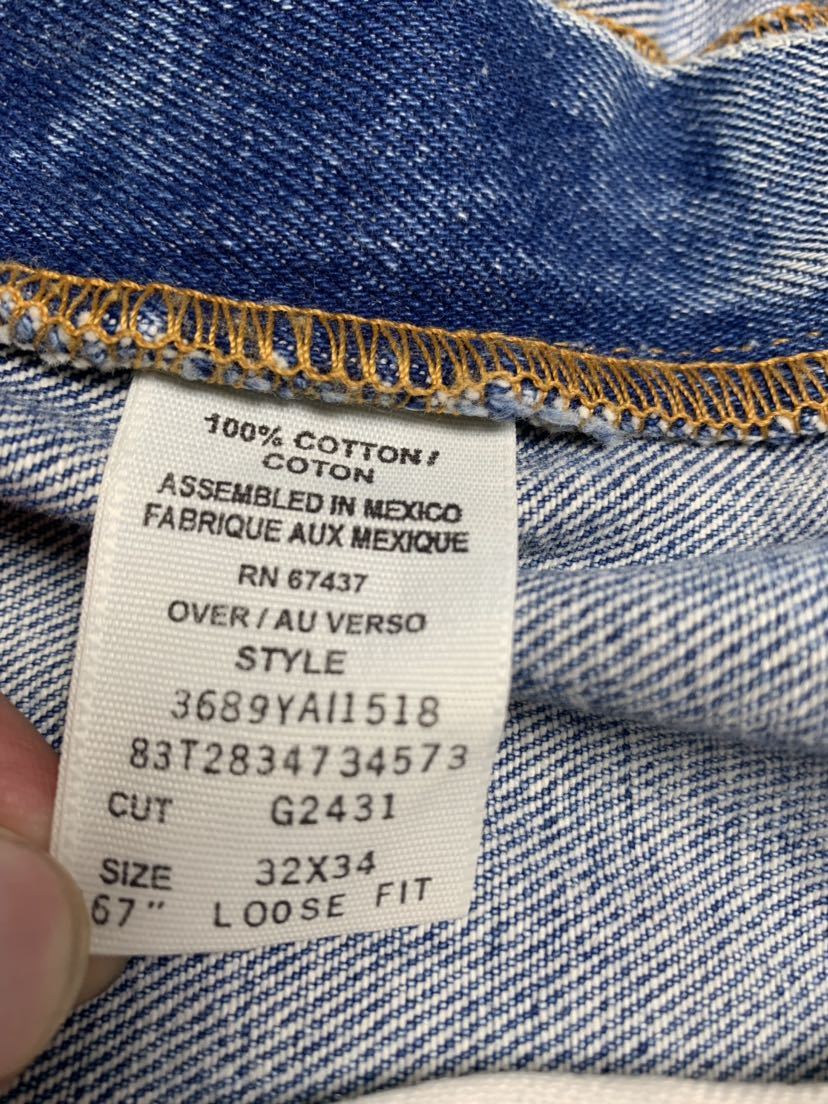 100% COTTON/
COTON
ASSEMBLED IN MEXICO
FABRIQUE AUX MEXIQUE
RN 67437
OVER / AU VERSO
STYLE
3689YAI1518
83T2834734573
CUT G2431
SIZE 32X34
67" LOOSE FIT